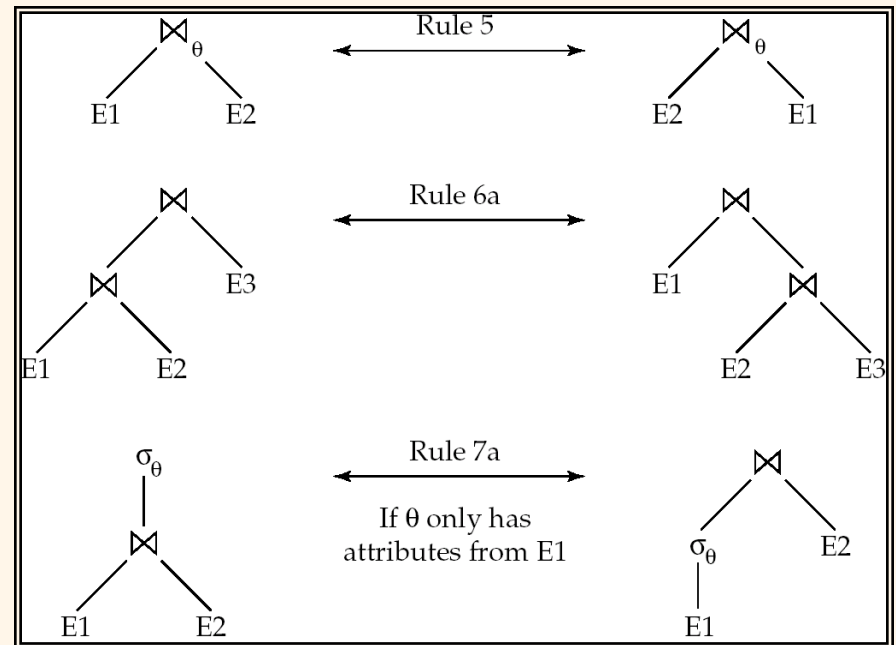 ⋈θ
Rule 5
⋈θ
E1
E2
E2
E1
⋈
Rule 6a
⋈
⋈
E3
E1
⋈
E1
E2
E2
E3
σθ
Rule 7a
⋈
If θ only has
attributes from E1
⋈
σθ
E2
E1
E2
E1